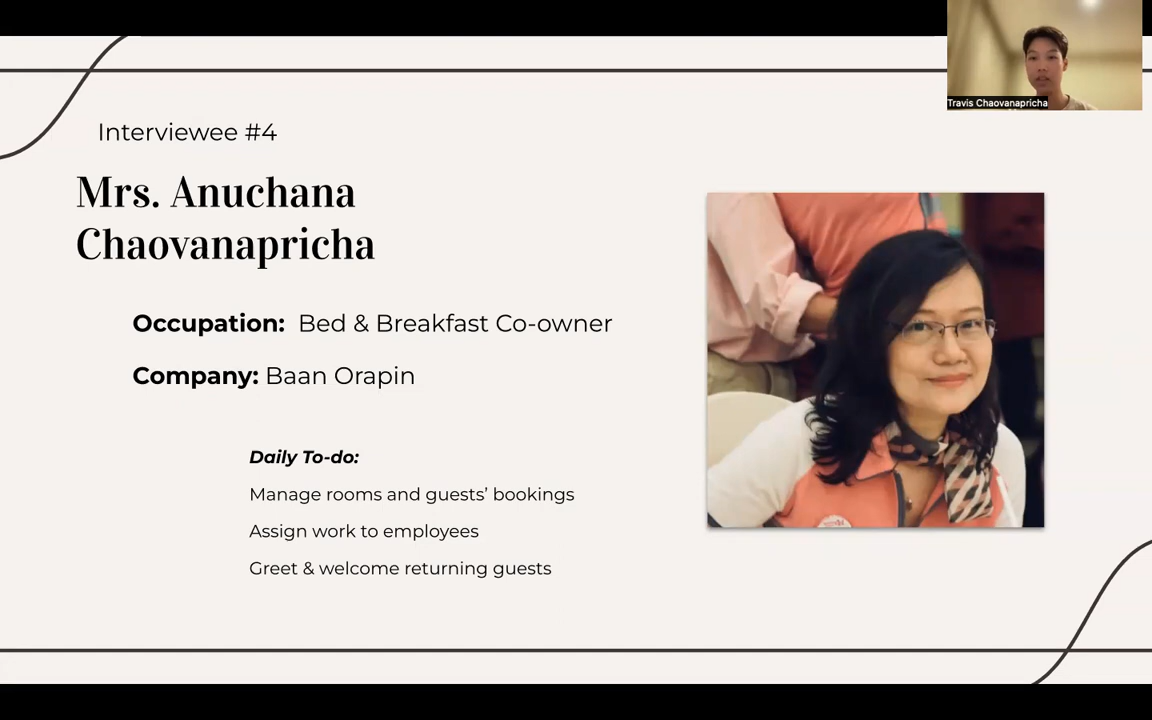 Travis Chaovanapricha
Interviewee #4
Mrs. Anuchana
Chaovanapricha
Occupation: Bed & Breakfast Co-owner
Company: Baan Orapin
Daily To-do:
Manage rooms and guests’ bookings
Assign work to employees
Greet & welcome returning guests